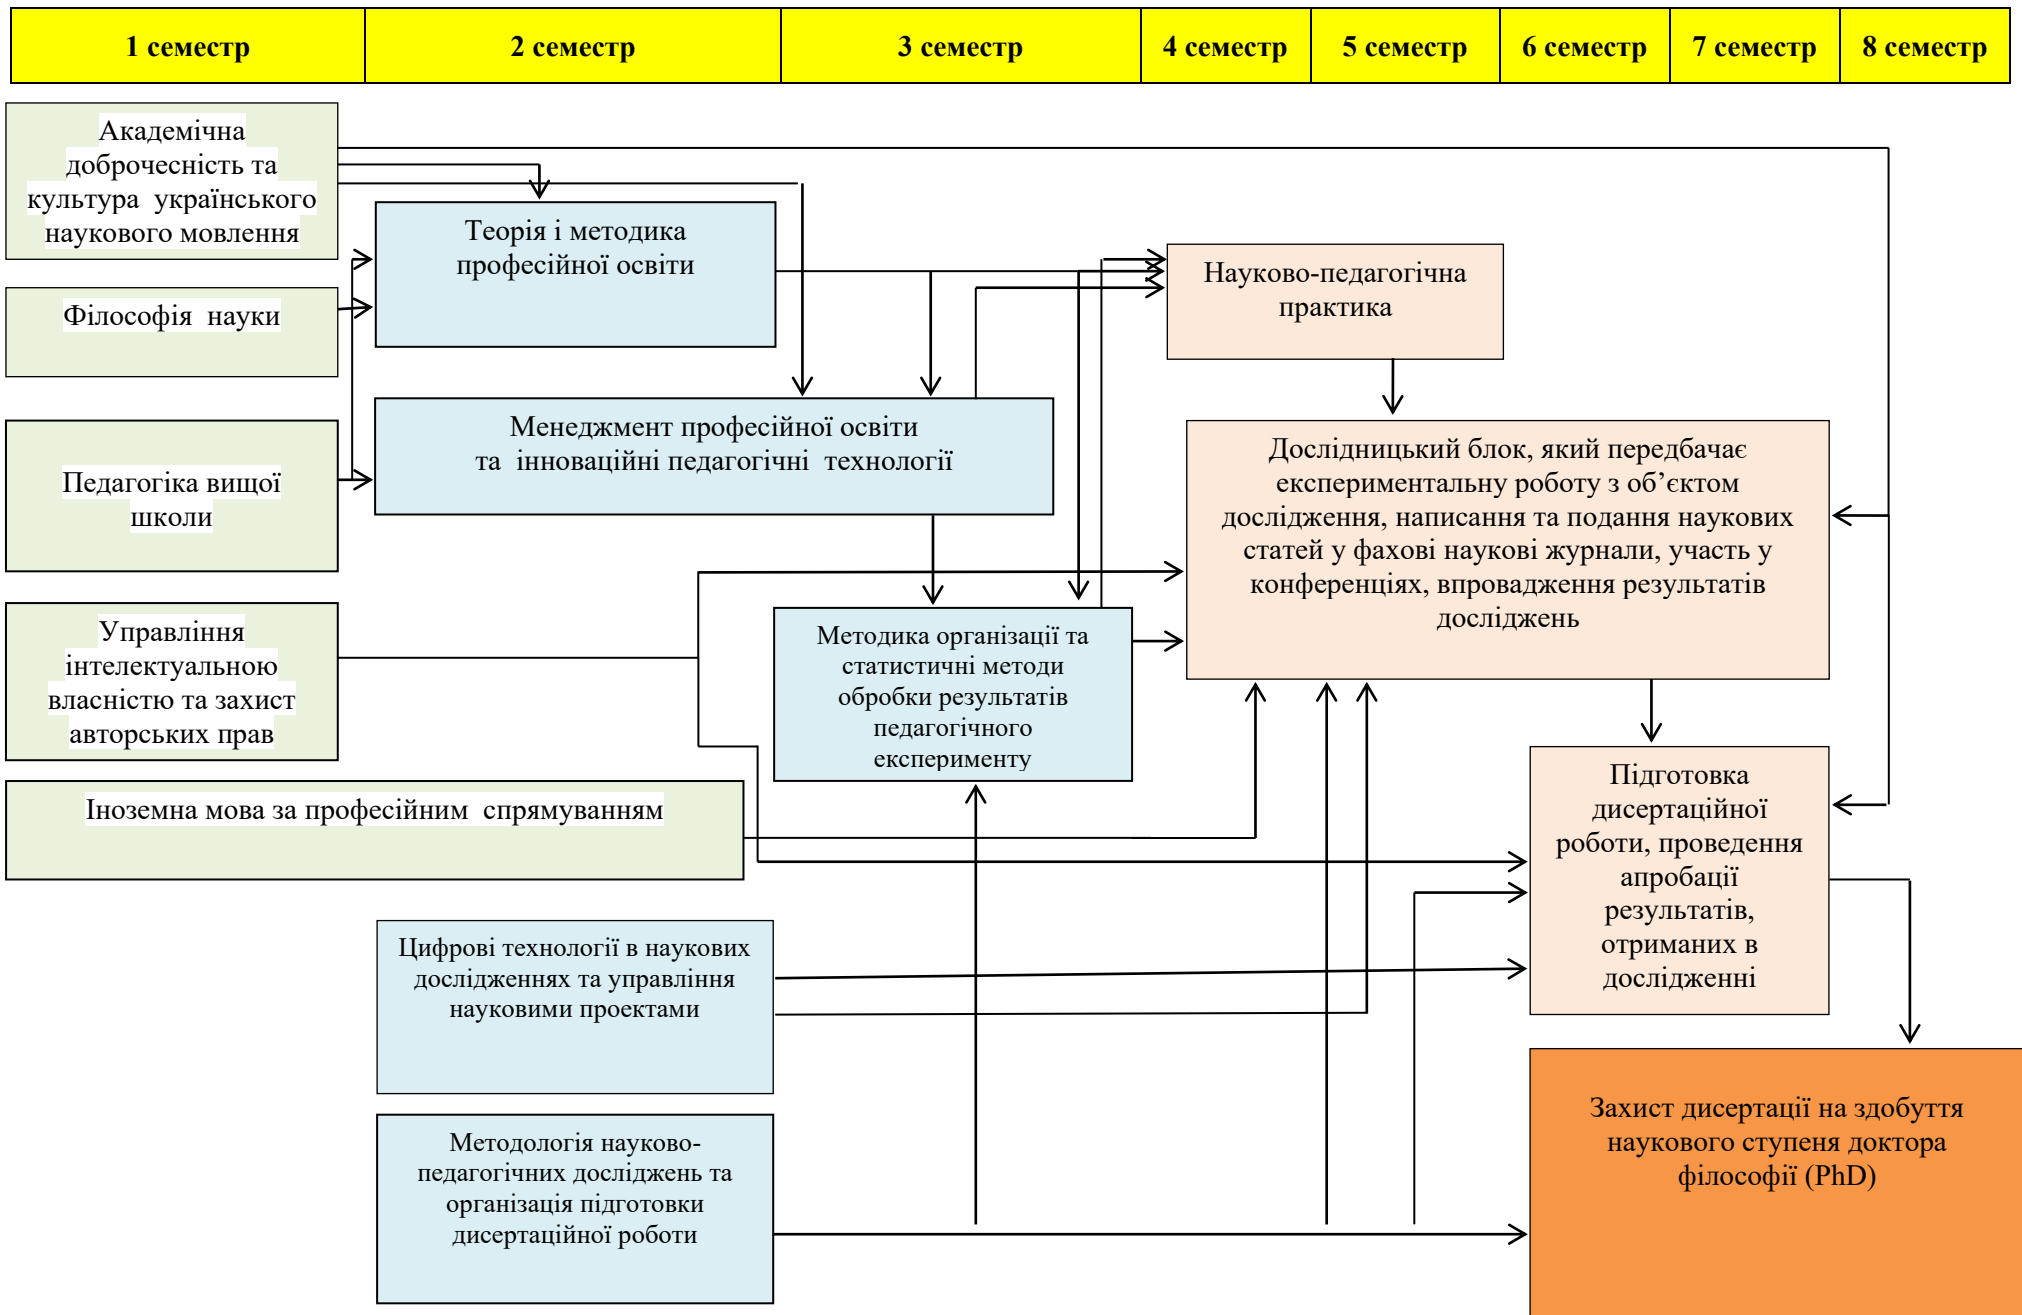 1 семестр
2 семестр
3 семестр
4 семестр
5 семестр
6 семестр
7 семестр
8 семестр
Академічна
доброчесність та
культура українського
наукового мовлення
Філософія науки
Педагогіка вищої
школи
Управління
інтелектуальною
власністю та захист
авторських прав
Іноземна мова за професійним спрямуванням
Теорія і методика
професійної освіти
Менеджмент професійної освіти
та інноваційні педагогічні технології
Методика організації та
статистичні методи
обробки результатів
педагогічного
експерименту
Цифрові технології в наукових
дослідженнях та управління
науковими проектами
Методологія науково-
педагогічних досліджень та
організація підготовки
дисертаційної роботи
Науково-педагогічна
практика
Дослідницький блок, який передбачає
експериментальну роботу з об’єктом
дослідження, написання та подання наукових
статей у фахові наукові журнали, участь у
конференціях, впровадження результатів
досліджень
Підготовка
дисертаційної
роботи, проведення
апробації
результатів,
отриманих в
дослідженні
Захист дисертації на здобуття
наукового ступеня доктора
філософії (PhD)